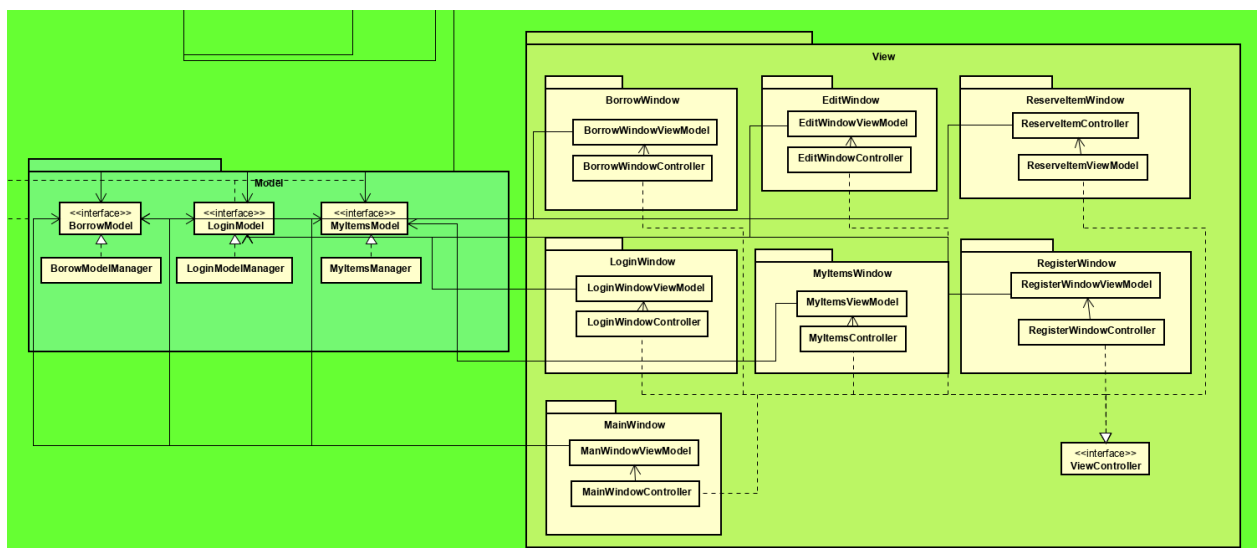 View
BorrowWindow
BorrowWindowViewModel
BorrowWindowController
EditWindow
EditWindowViewModel
EditWindowController
ReserveItemWindow
ReserveItemController
ReserveItemViewModel
Model
<<interface>>
BorrowModel
<<interface>>
LoginModel
<<interface>>
MyItemsModel
BorowModelManager
LoginModelManager
MyItemsManager
LoginWindow
LoginWindowViewModel
LoginWindowController
MyItemsWindow
MyItemsViewModel
MyItemsController
RegisterWindow
RegisterWindowViewModel
RegisterWindowController
MainWindow
ManWindowViewModel
MainWindowController
<<interface>>
ViewController